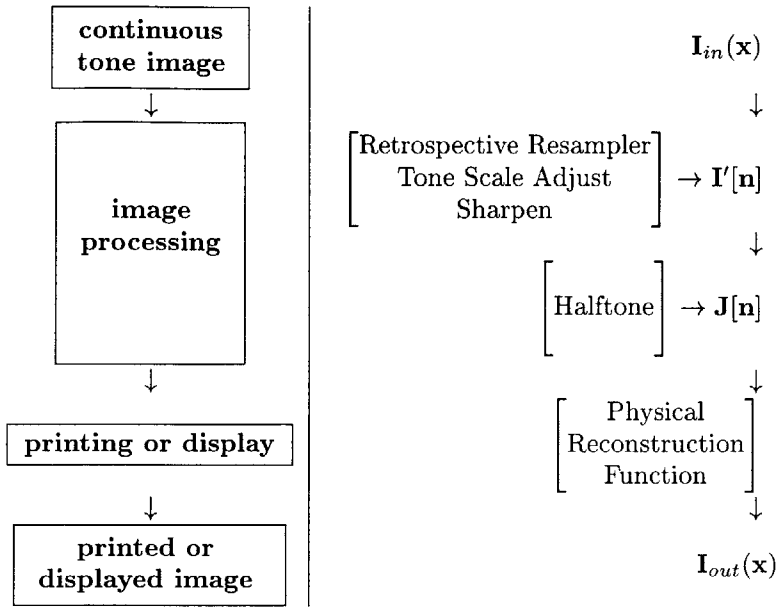 continuous
tone image
↓
image
processing
↓
printing or display
↓
printed or
displayed image
I_in(x)
↓
[Retrospective Resampler
Tone Scale Adjust → I′[n]
Sharpen]
↓
[Halftone] → J[n]
↓
[Physical
Reconstruction
Function]
↓
I_out(x)